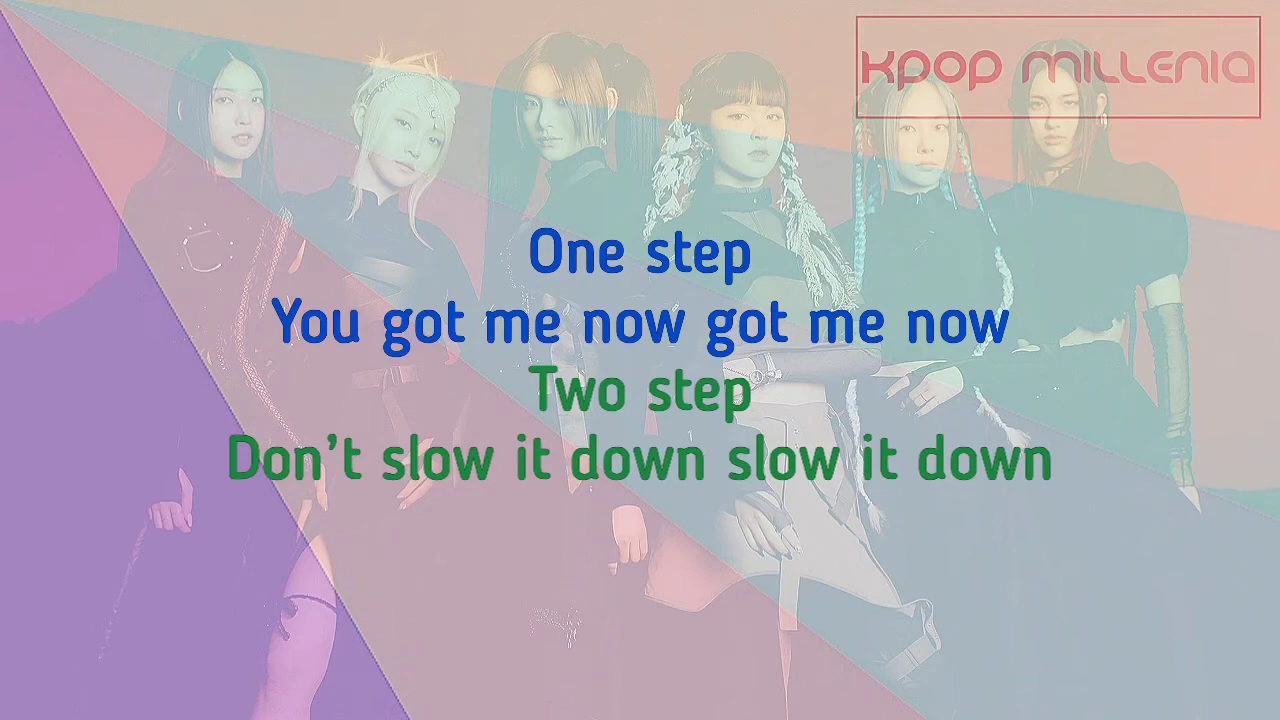 KPOP MILLENIA
One step
You got me now got me now
Two step
Don’t slow it down slow it down